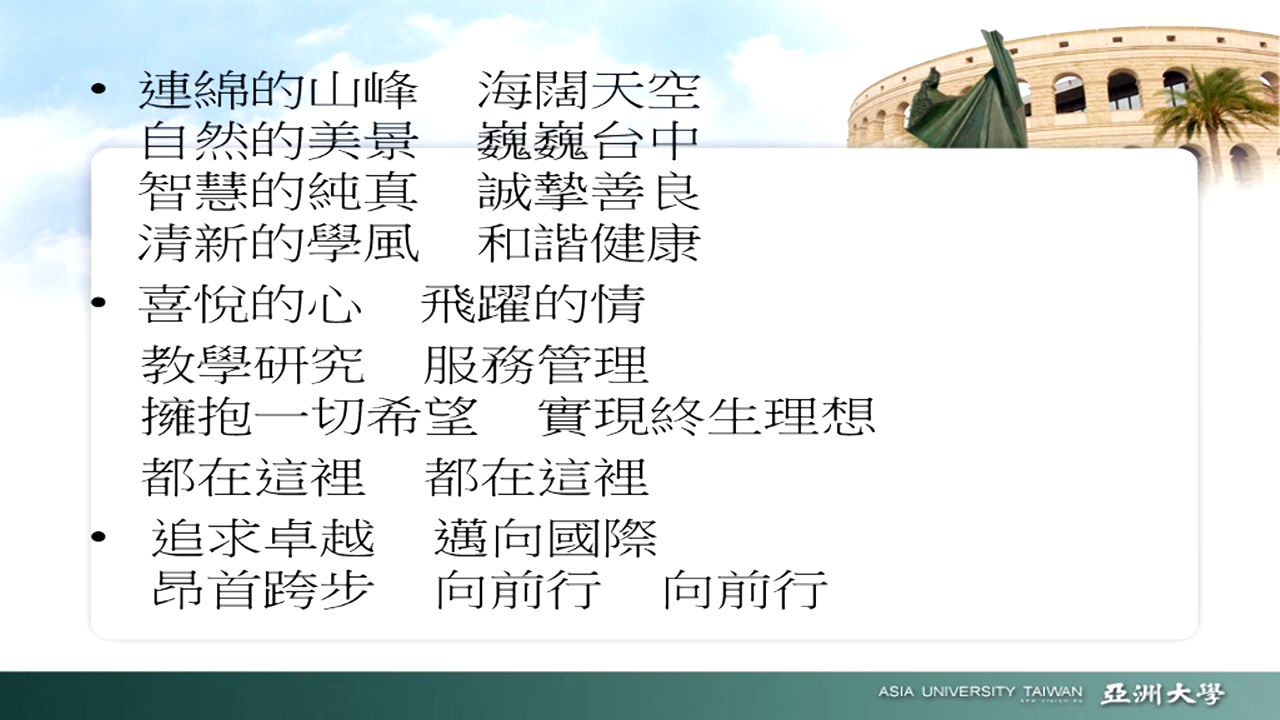 • 連綿的山峰 海闊天空
自然的美景 巍巍台中
智慧的純真 誠摯善良
清新的學風 和諧健康
• 喜悅的心 飛躍的情
教學研究 服務管理
擁抱一切希望 實現終生理想
都在這裡 都在這裡
• 追求卓越 邁向國際
昂首跨步 向前行 向前行
ASIA UNIVERSITY TAIWAN 亞洲大學